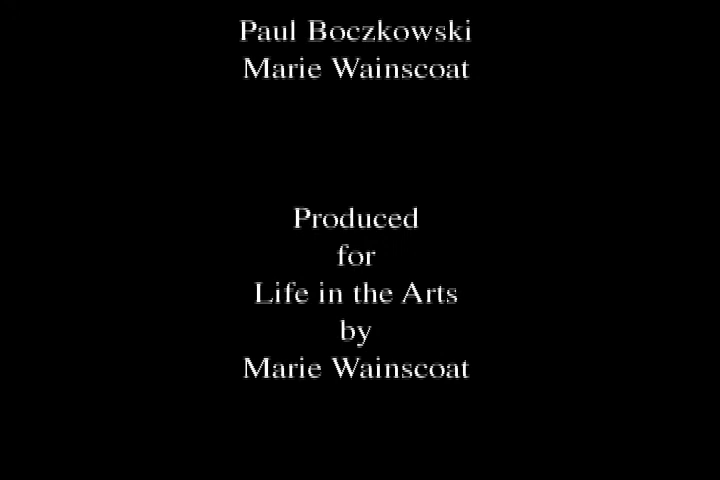 Paul Boczkowski
Marie Wainscoat
Produced
for
Life in the Arts
by
Marie Wainscoat